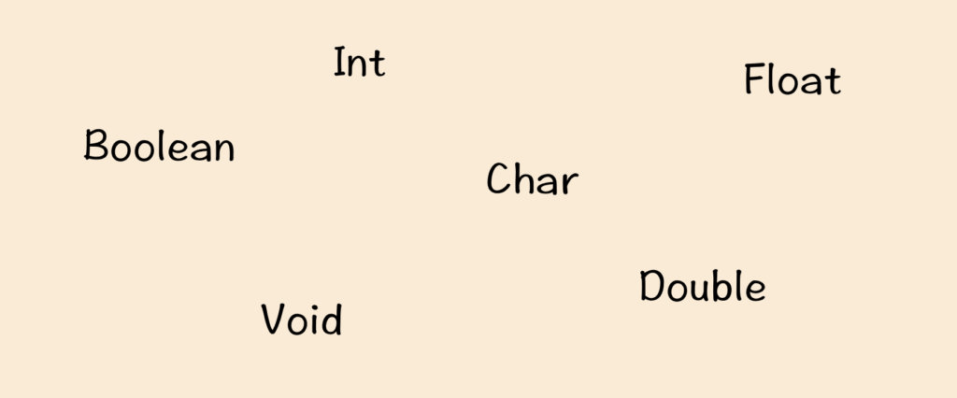 Int
Float
Boolean
Char
Double
Void